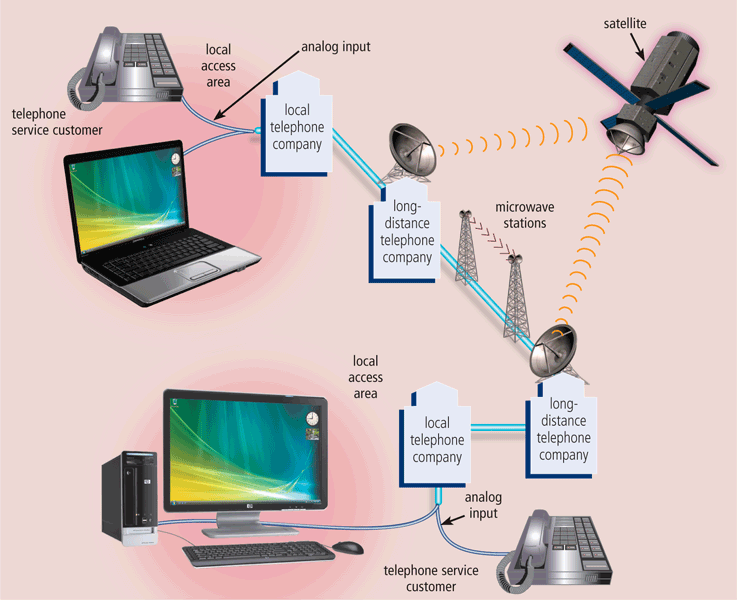 satellite
local
access
area
analog input
telephone
service customer
local
telephone
company
long-
distance
telephone
company
microwave
stations
local
access
area
local
telephone
company
long-
distance
telephone
company
analog
input
telephone service
customer